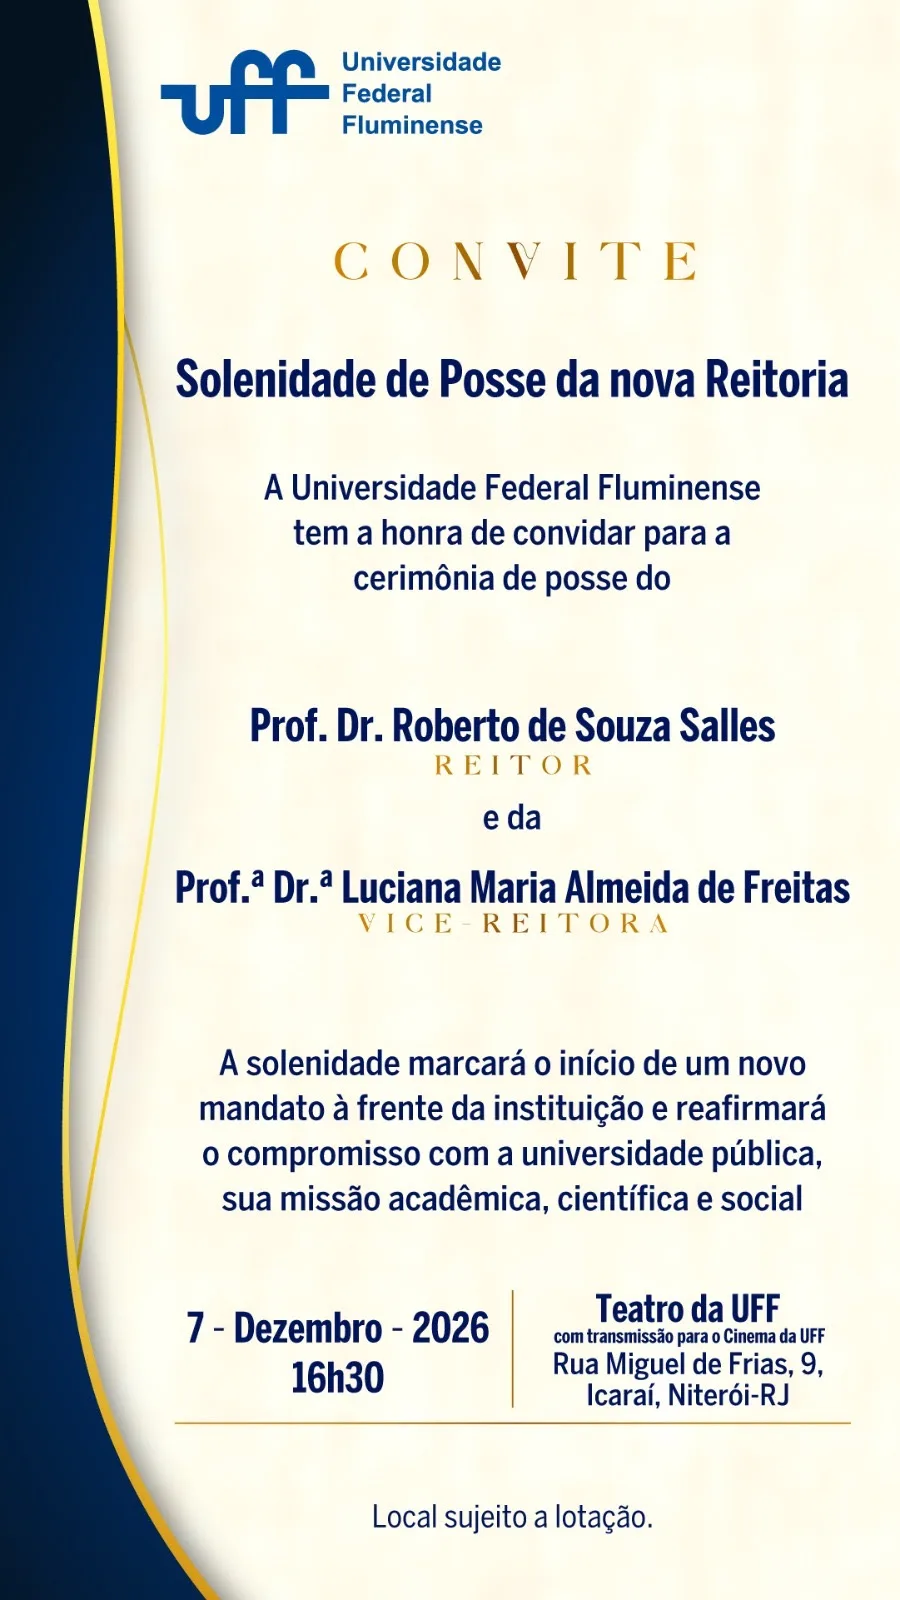 uff
Universidade
Federal
Fluminense
CONVITE
Solenidade de Posse da nova Reitoria
A Universidade Federal Fluminense
tem a honra de convidar para a
cerimônia de posse do
Prof. Dr. Roberto de Souza Salles
REITOR
e da
Prof.ª Dr.ª Luciana Maria Almeida de Freitas
VICE-REITORA
A solenidade marcará o início de um novo
mandato à frente da instituição e reafirmará
o compromisso com a universidade pública,
sua missão acadêmica, científica e social
7 - Dezembro - 2026
16h30
Teatro da UFF
com transmissão para o Cinema da UFF
Rua Miguel de Frias, 9,
Icaraí, Niterói-RJ
Local sujeito a lotação.